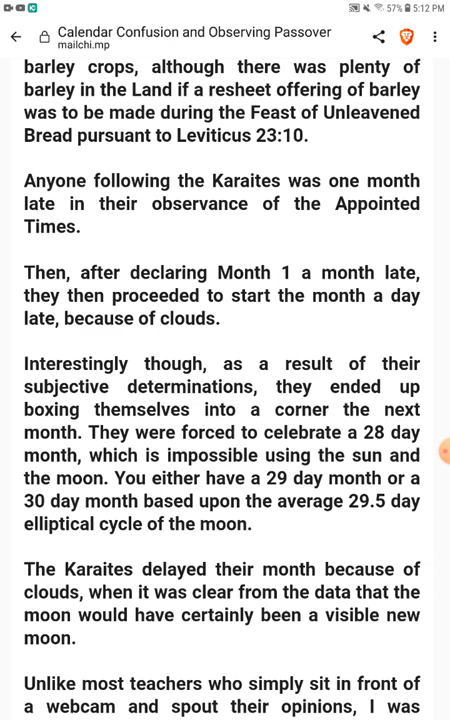 57% 5:12 PM
Calendar Confusion and Observing Passover
mailchi.mp
barley crops, although there was plenty of
barley in the Land if a resheet offering of barley
was to be made during the Feast of Unleavened
Bread pursuant to Leviticus 23:10.
Anyone following the Karaites was one month
late in their observance of the Appointed
Times.
Then, after declaring Month 1 a month late,
they then proceeded to start the month a day
late, because of clouds.
Interestingly though, as a result of their
subjective determinations, they ended up
boxing themselves into a corner the next
month. They were forced to celebrate a 28 day
month, which is impossible using the sun and
the moon. You either have a 29 day month or a
30 day month based upon the average 29.5 day
elliptical cycle of the moon.
The Karaites delayed their month because of
clouds, when it was clear from the data that the
moon would have certainly been a visible new
moon.
Unlike most teachers who simply sit in front of
a webcam and spout their opinions, I was